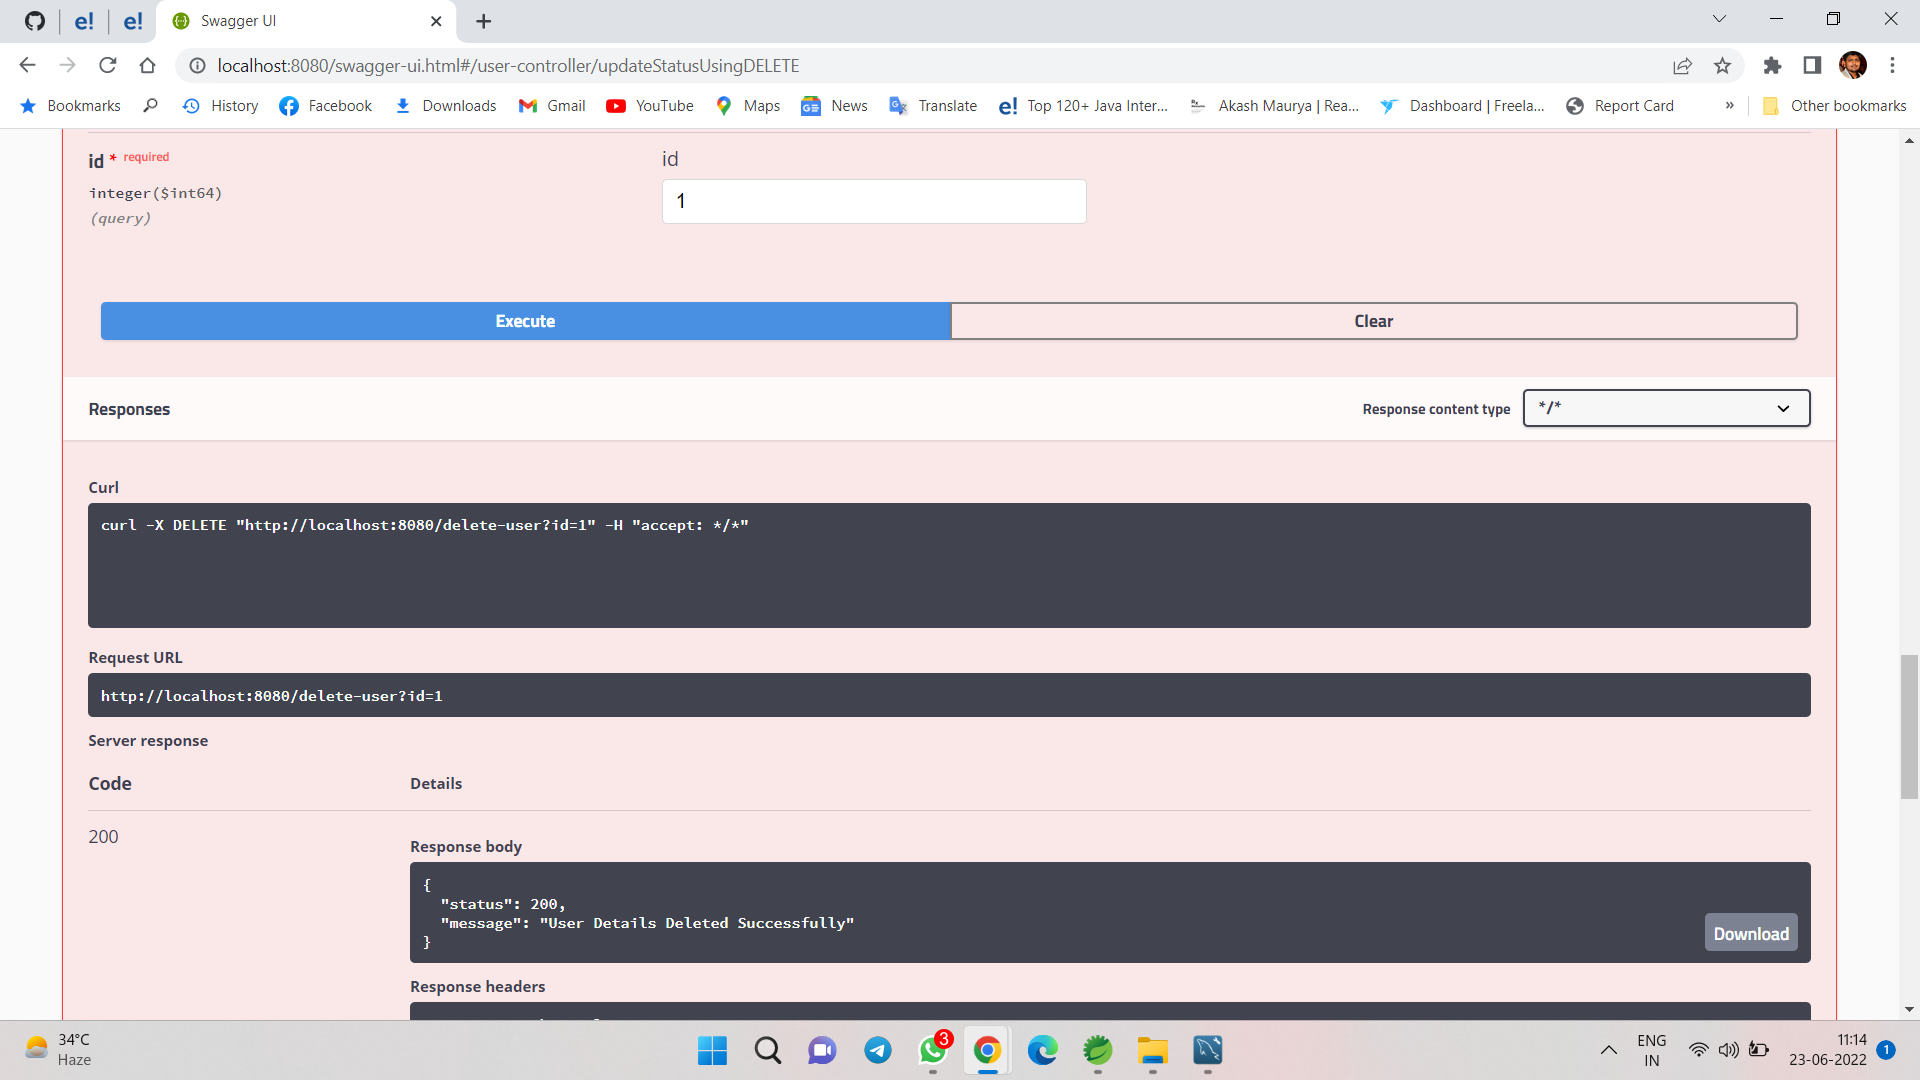 Swagger UI
localhost:8080/swagger-ui.html#/user-controller/updateStatusUsingDELETE
Bookmarks History Facebook Downloads Gmail YouTube Maps News Translate Top 120+ Java Inter... Akash Maurya | Rea... Dashboard | Freela... Report Card » Other bookmarks
id * required
id
integer($int64)
1
(query)
Execute
Clear
Responses
Response content type
*/*
Curl
curl -X DELETE "http://localhost:8080/delete-user?id=1" -H "accept: */*"
Request URL
http://localhost:8080/delete-user?id=1
Server response
Code
Details
200
Response body
{
"status": 200,
"message": "User Details Deleted Successfully"
}
Download
Response headers
34°C
Haze
3
ENG
IN
11:14
23-06-2022
1